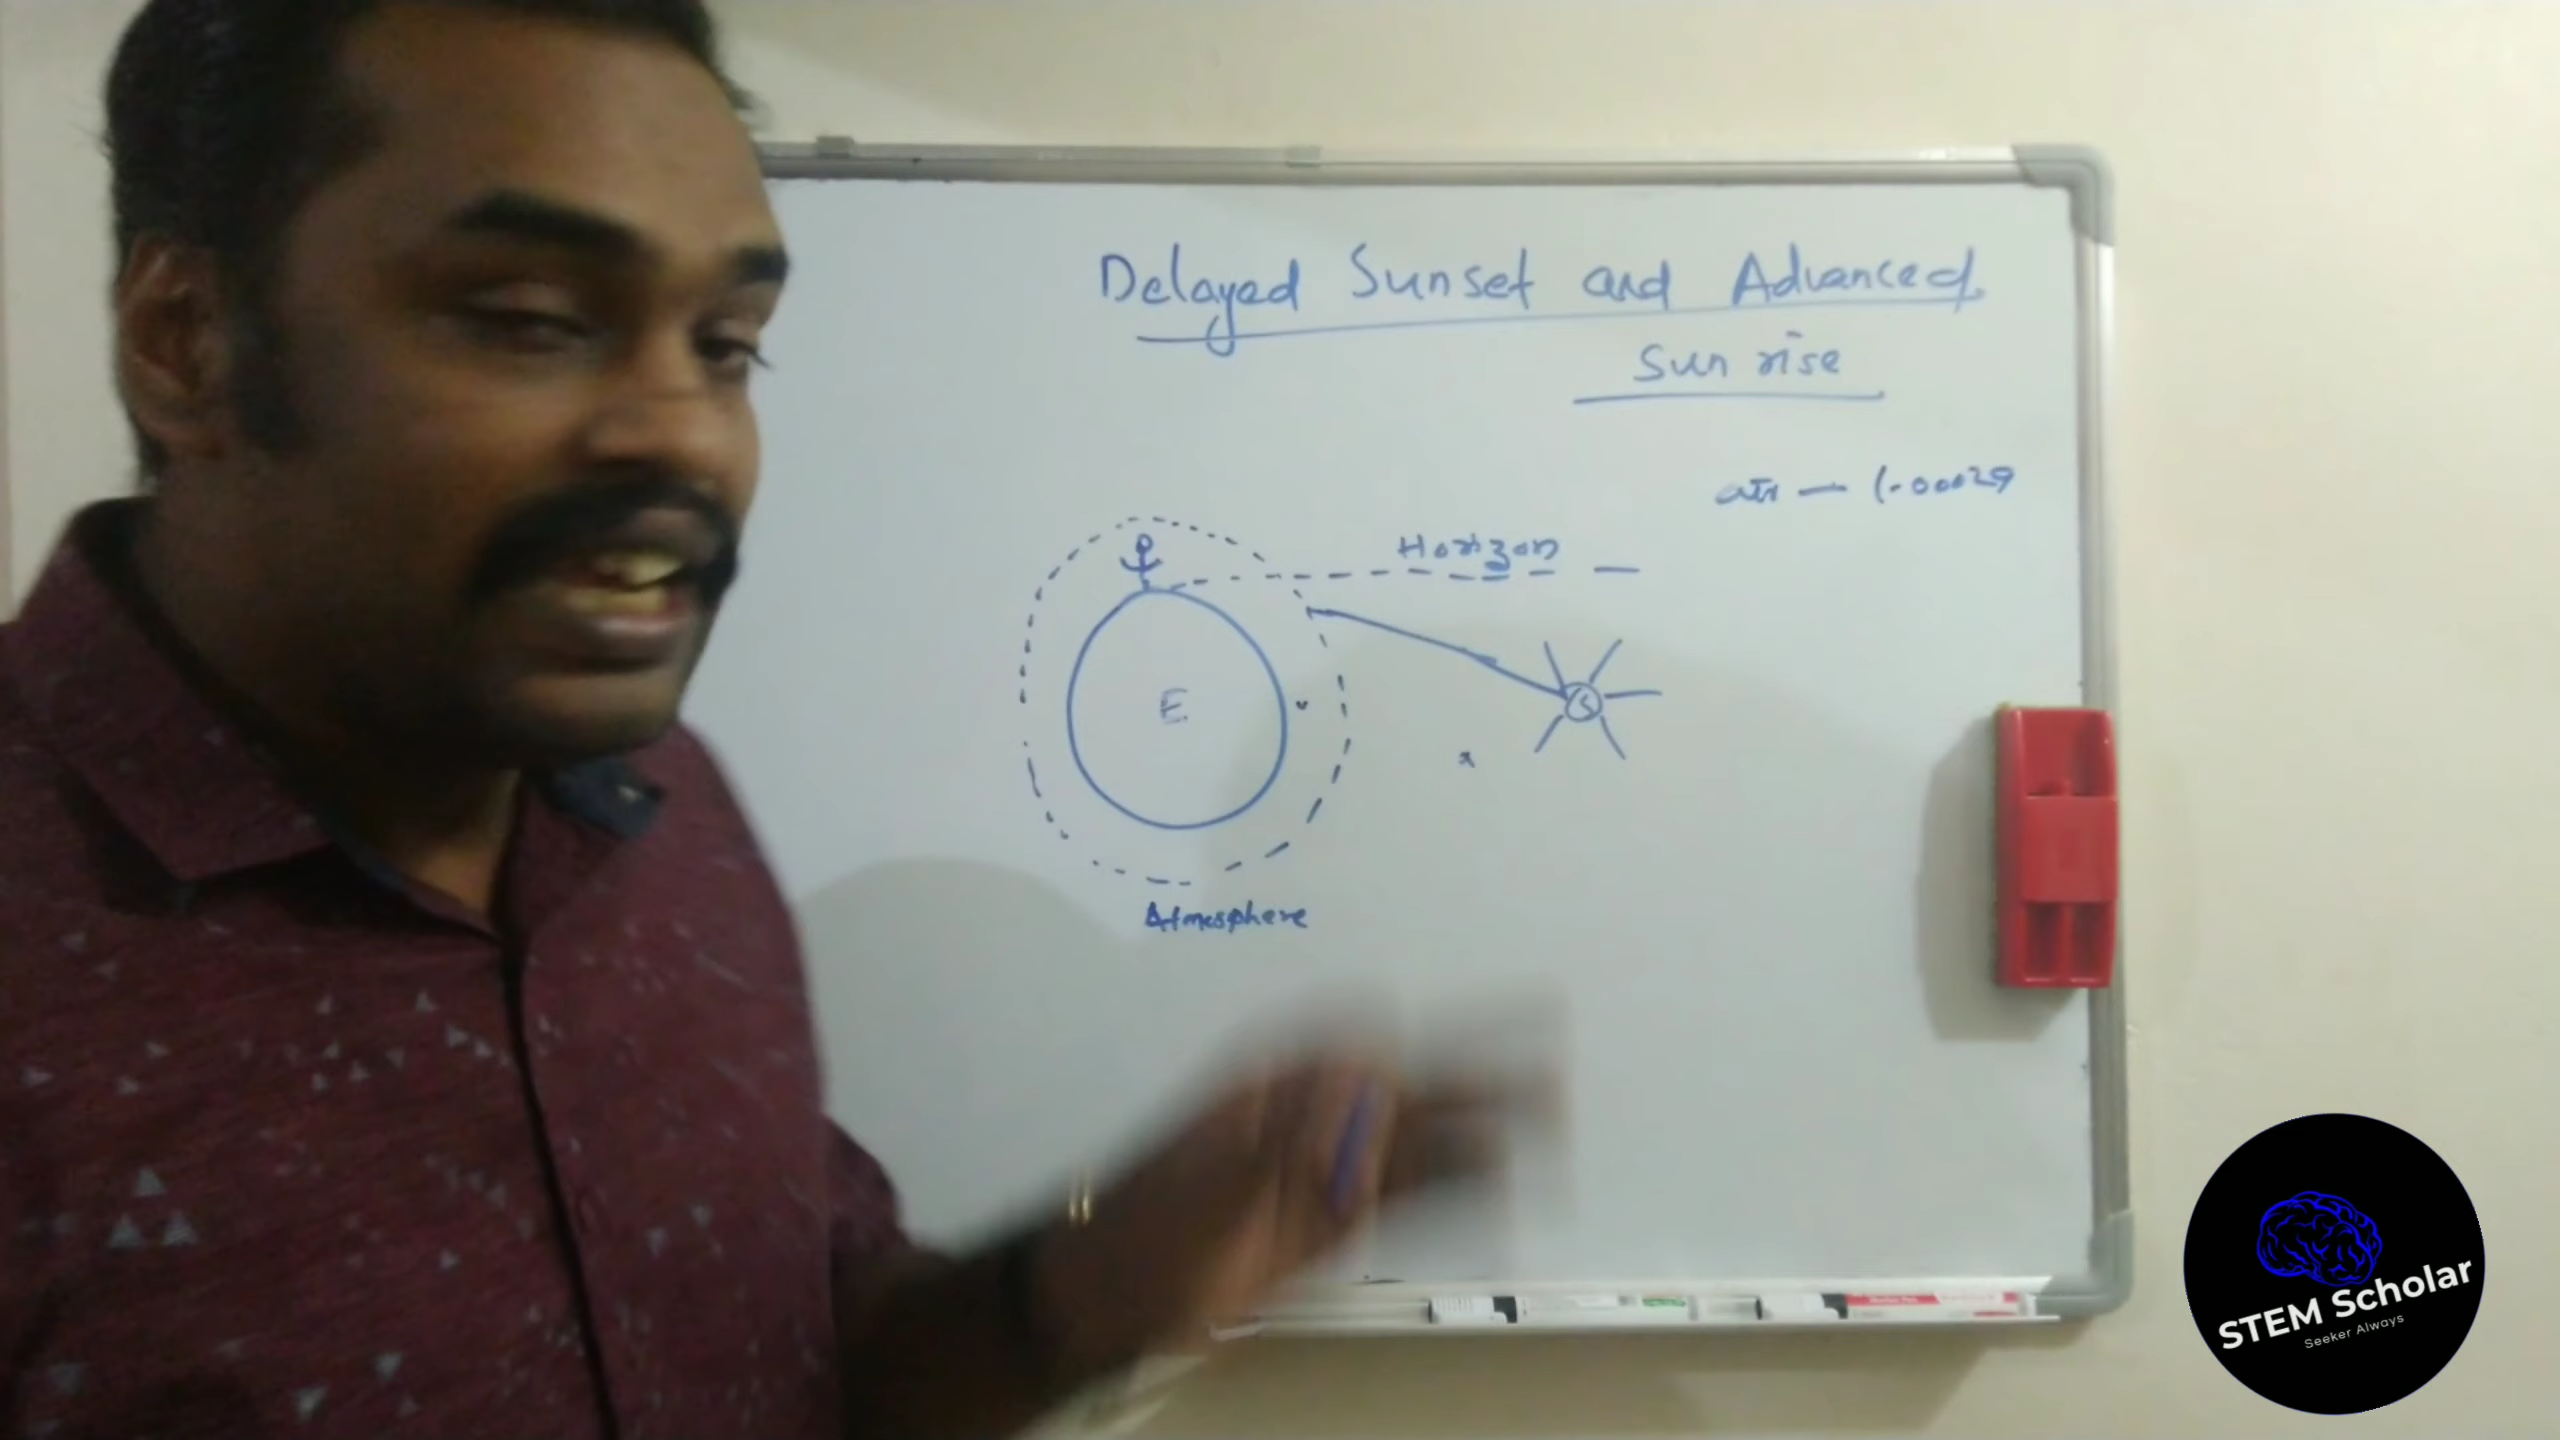 Delayed Sunset and Advanced
Sun rise
air — 1.00029
Horizon
E
S
Atmosphere
STEM Scholar
Seeker Always